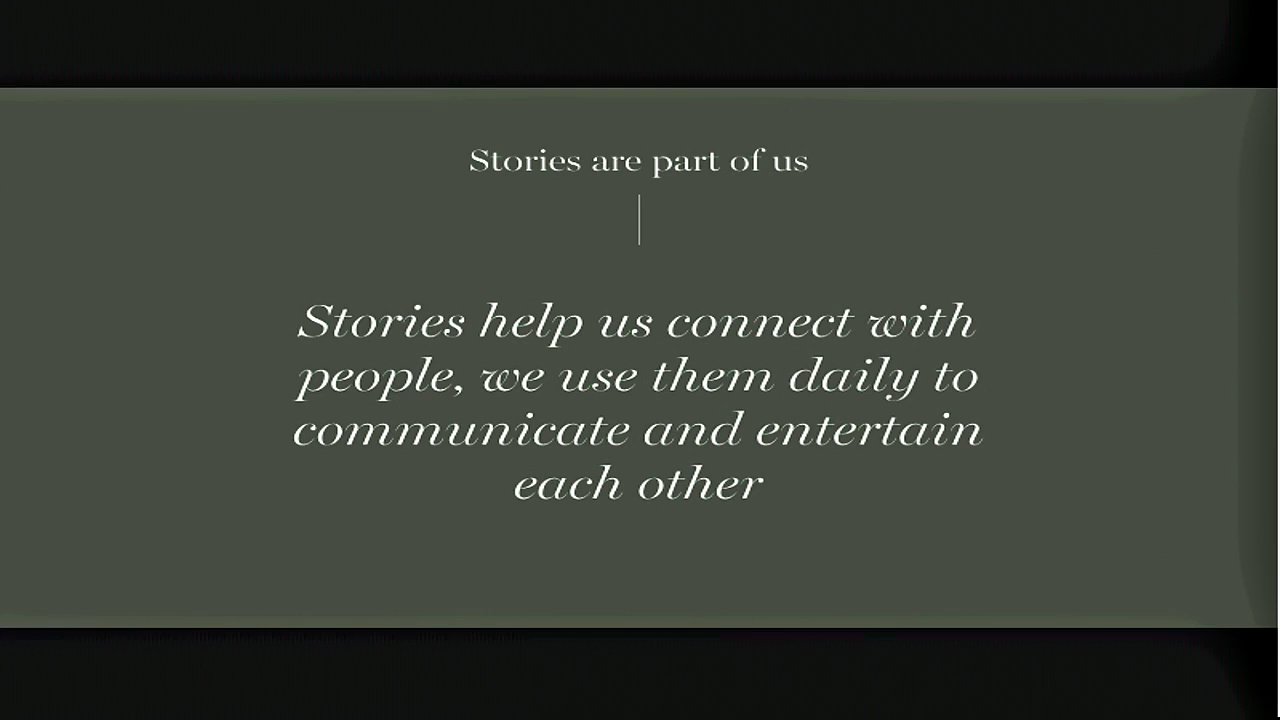 Stories are part of us
Stories help us connect with
people, we use them daily to
communicate and entertain
each other